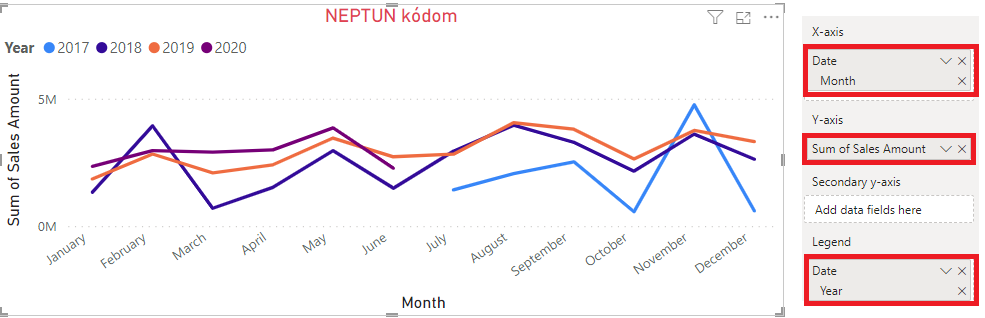 NEPTUN kódom
Year 2017 2018 2019 2020
Sum of Sales Amount
5M
0M
January February March April May June July August September October November December
Month
X-axis
Date
Month
Y-axis
Sum of Sales Amount
Secondary y-axis
Add data fields here
Legend
Date
Year